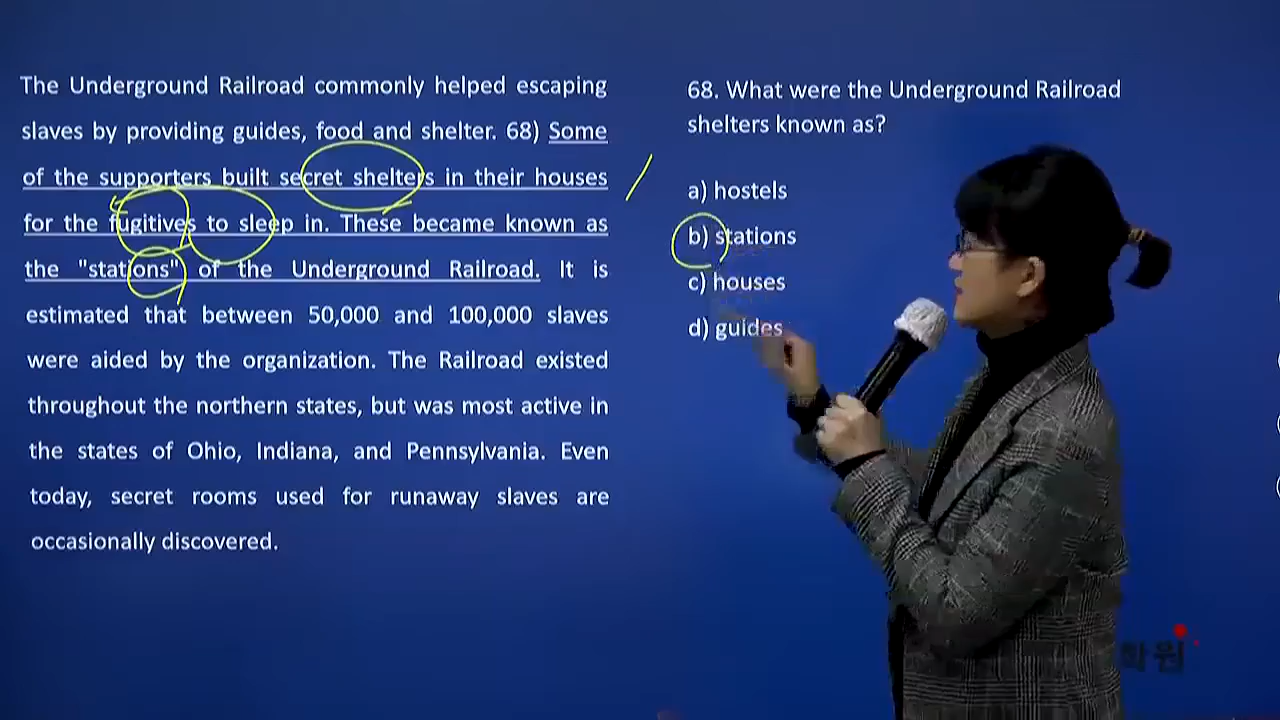 The Underground Railroad commonly helped escaping
slaves by providing guides, food and shelter. 68) Some
of the supporters built secret shelters in their houses
for the fugitives to sleep in. These became known as
the "stations" of the Underground Railroad. It is
estimated that between 50,000 and 100,000 slaves
were aided by the organization. The Railroad existed
throughout the northern states, but was most active in
the states of Ohio, Indiana, and Pennsylvania. Even
today, secret rooms used for runaway slaves are
occasionally discovered.
68. What were the Underground Railroad
shelters known as?
a) hostels
b) stations
c) houses
d) guides
학원